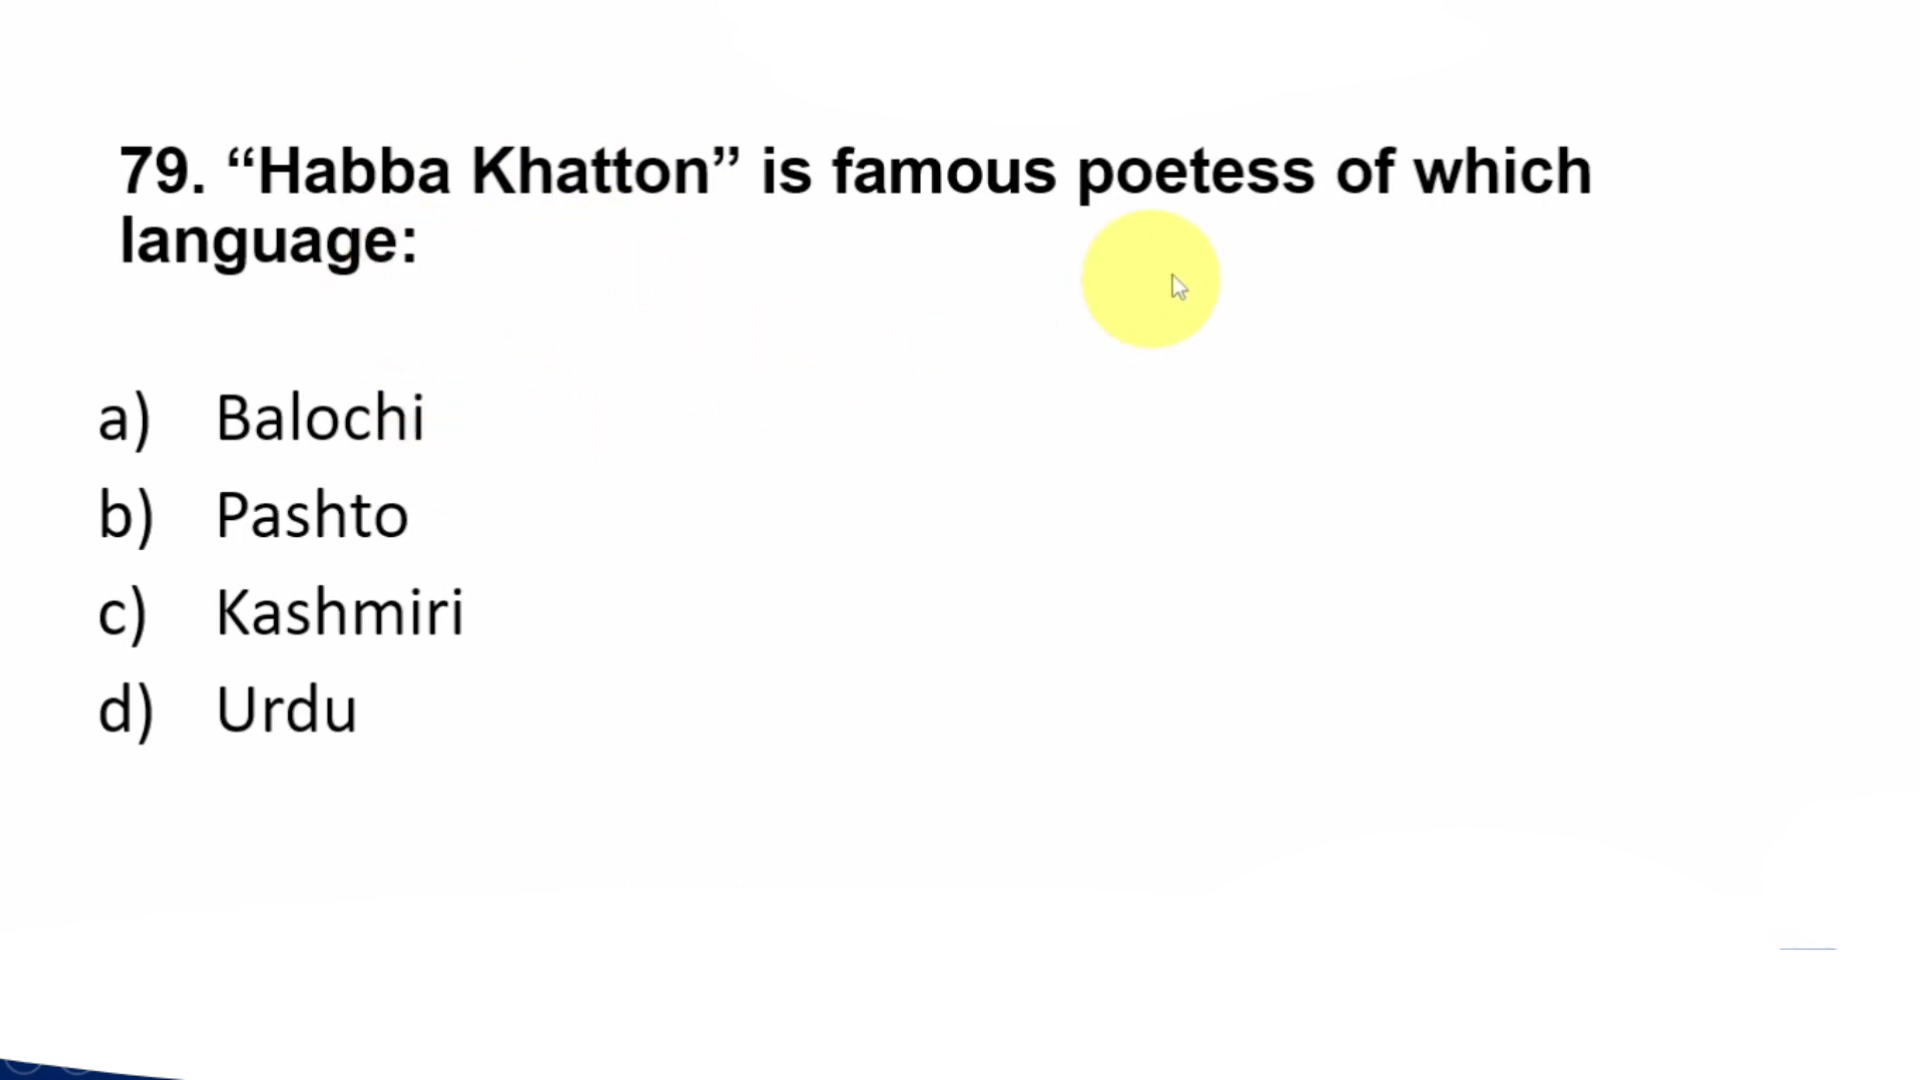 79. “Habba Khatton” is famous poetess of which
language:
a) Balochi
b) Pashto
c) Kashmiri
d) Urdu